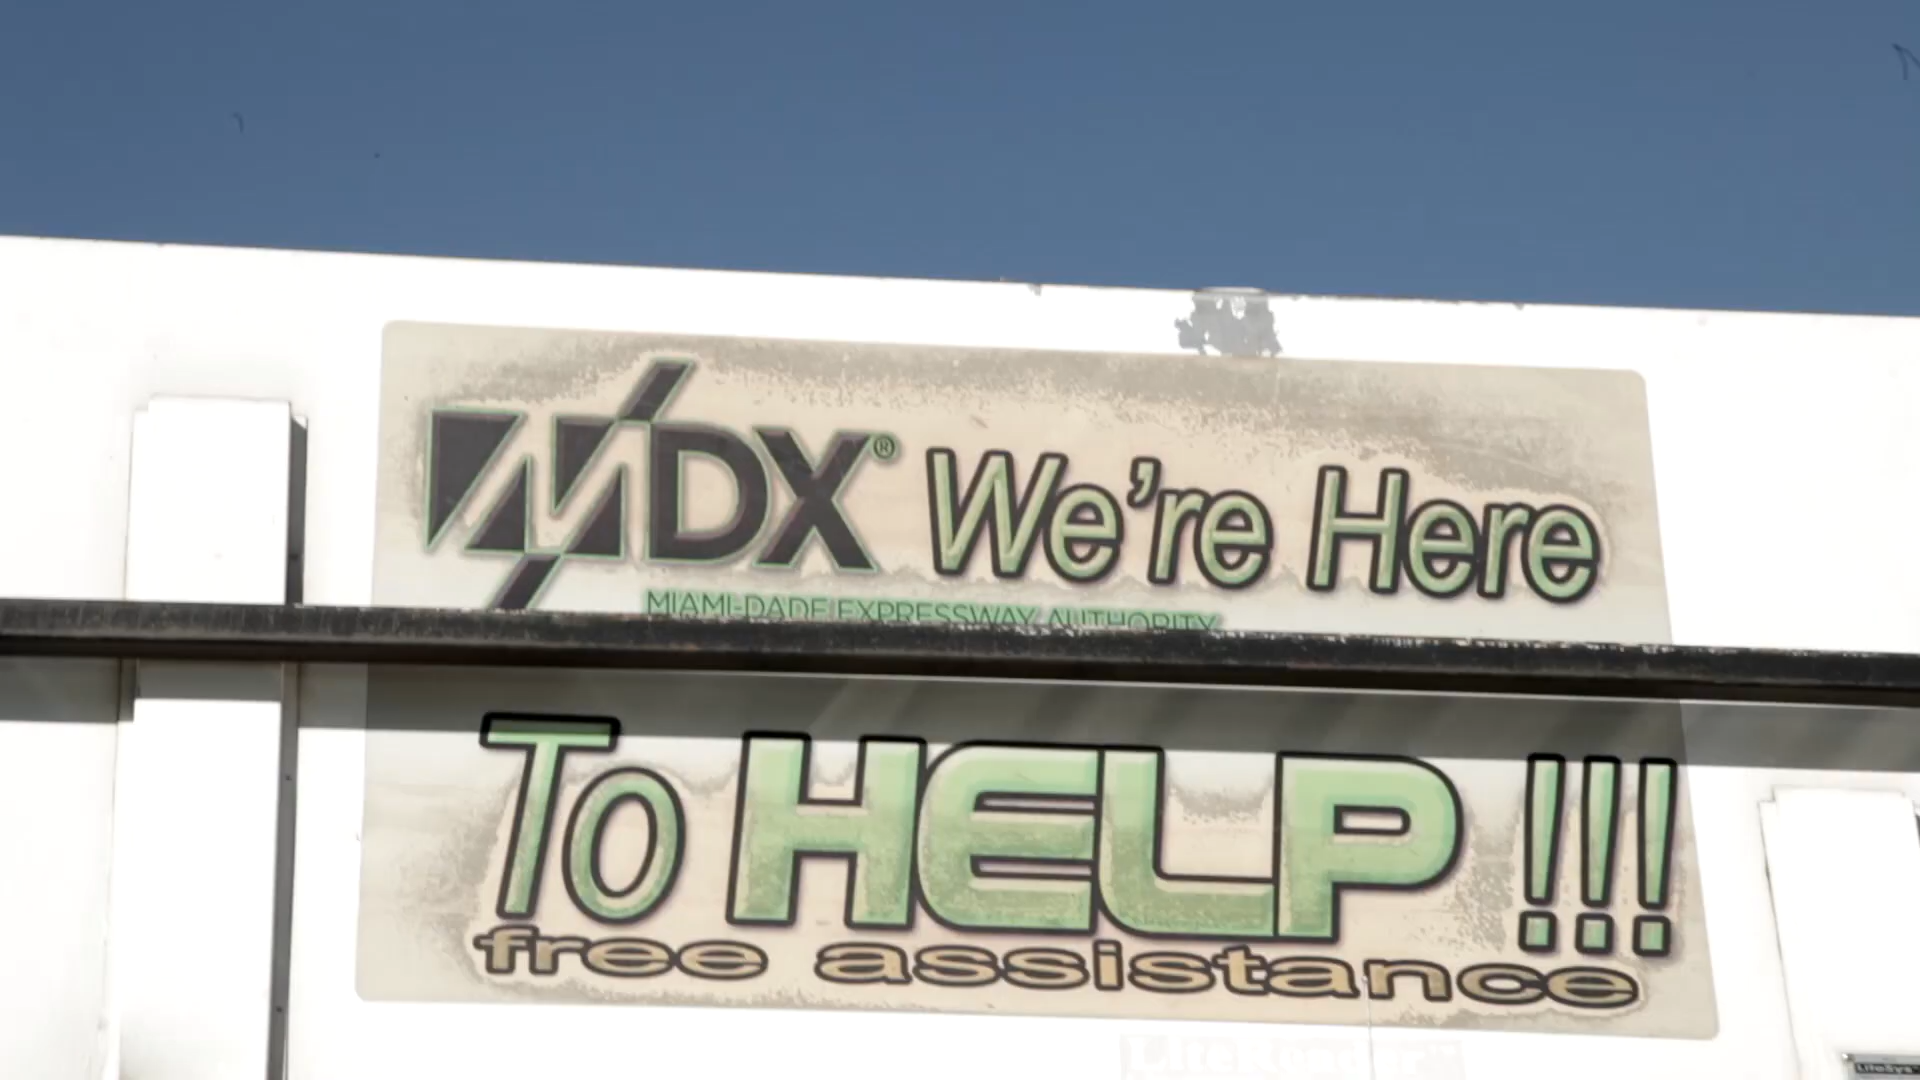 MDX® We're Here
MIAMI-DADE EXPRESSWAY AUTHORITY
To HELP !!!
free assistance